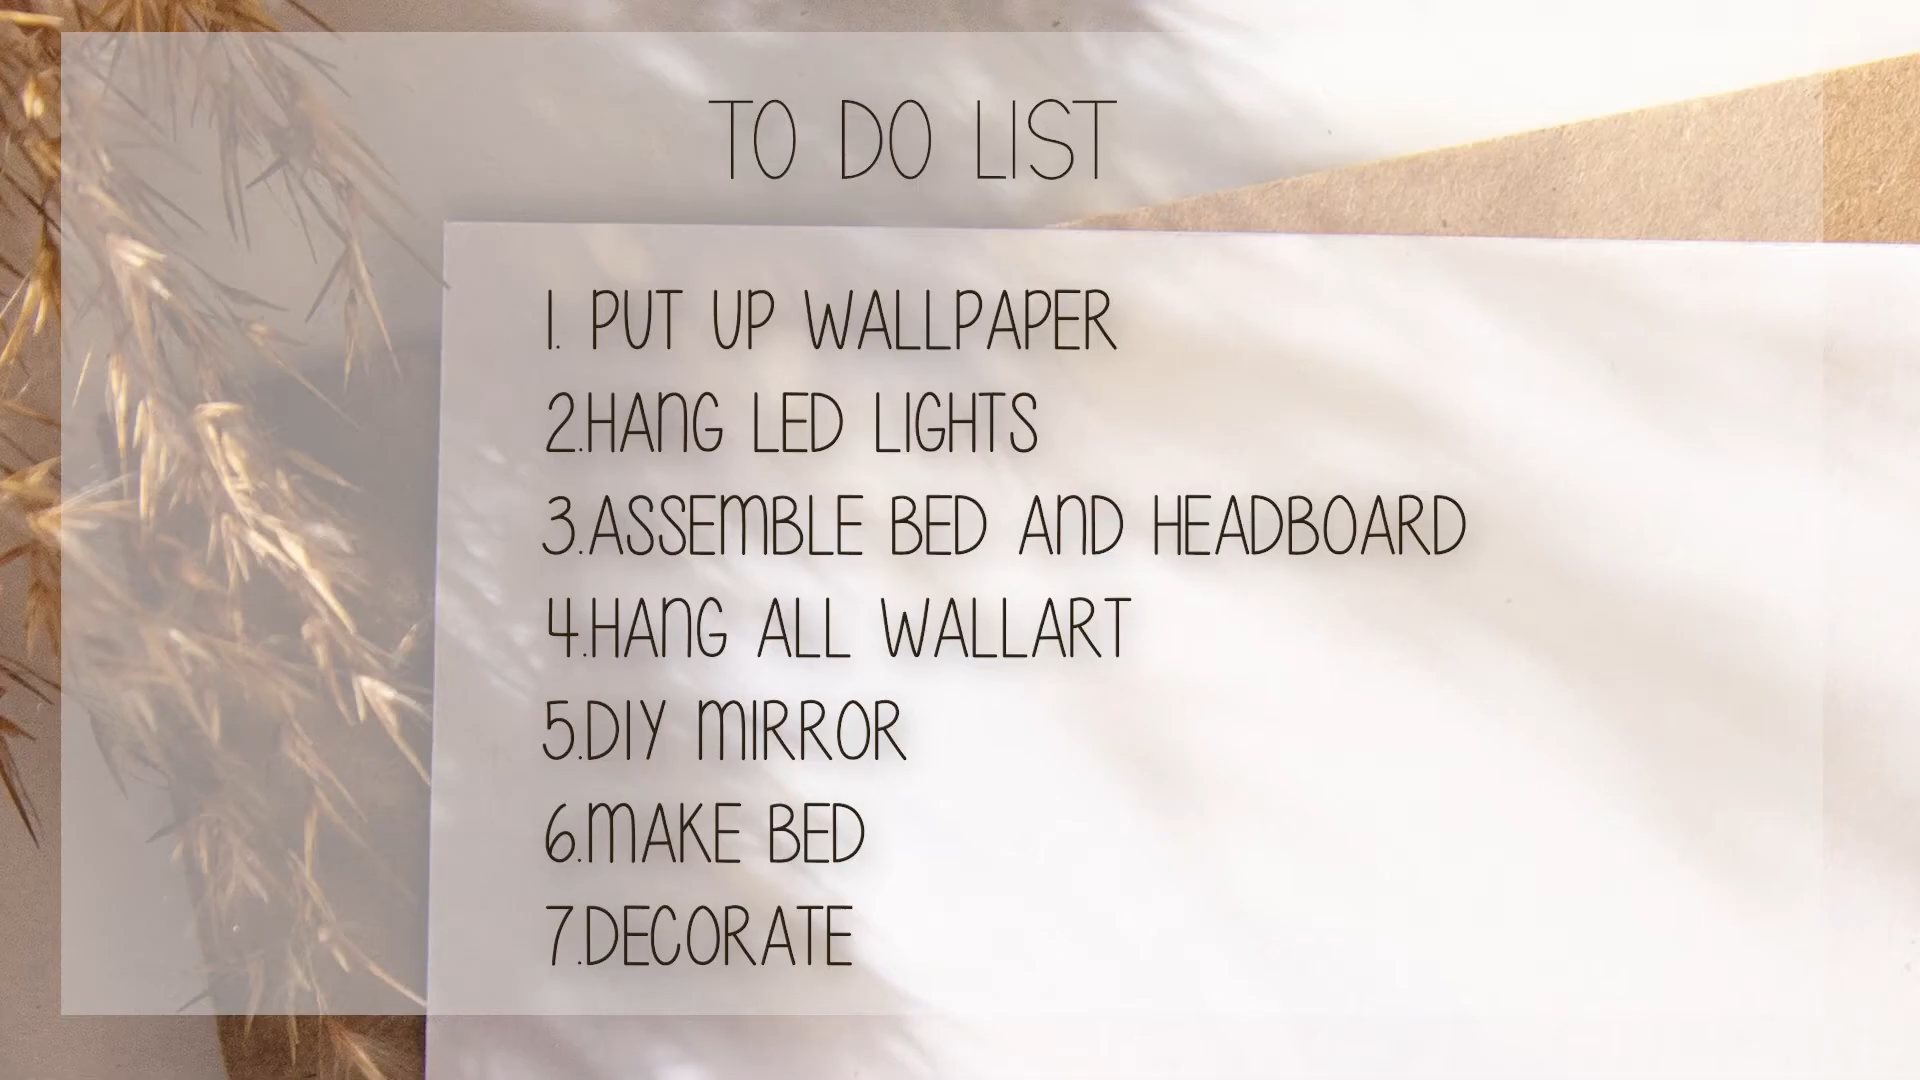 TO DO LIST
1. PUT UP WALLPAPER
2.HANG LED LIGHTS
3.ASSEMBLE BED AND HEADBOARD
4.HANG ALL WALLART
5.DIY MIRROR
6.MAKE BED
7.DECORATE